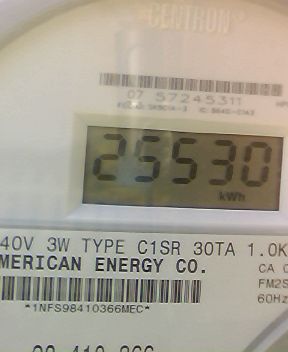 CENTRON
07 57245311
25530
kWh
40V 3W TYPE C1SR 30TA 1.0K
MERICAN ENERGY CO.
CA
FM2S
60Hz
*1NFS98410366MEC*